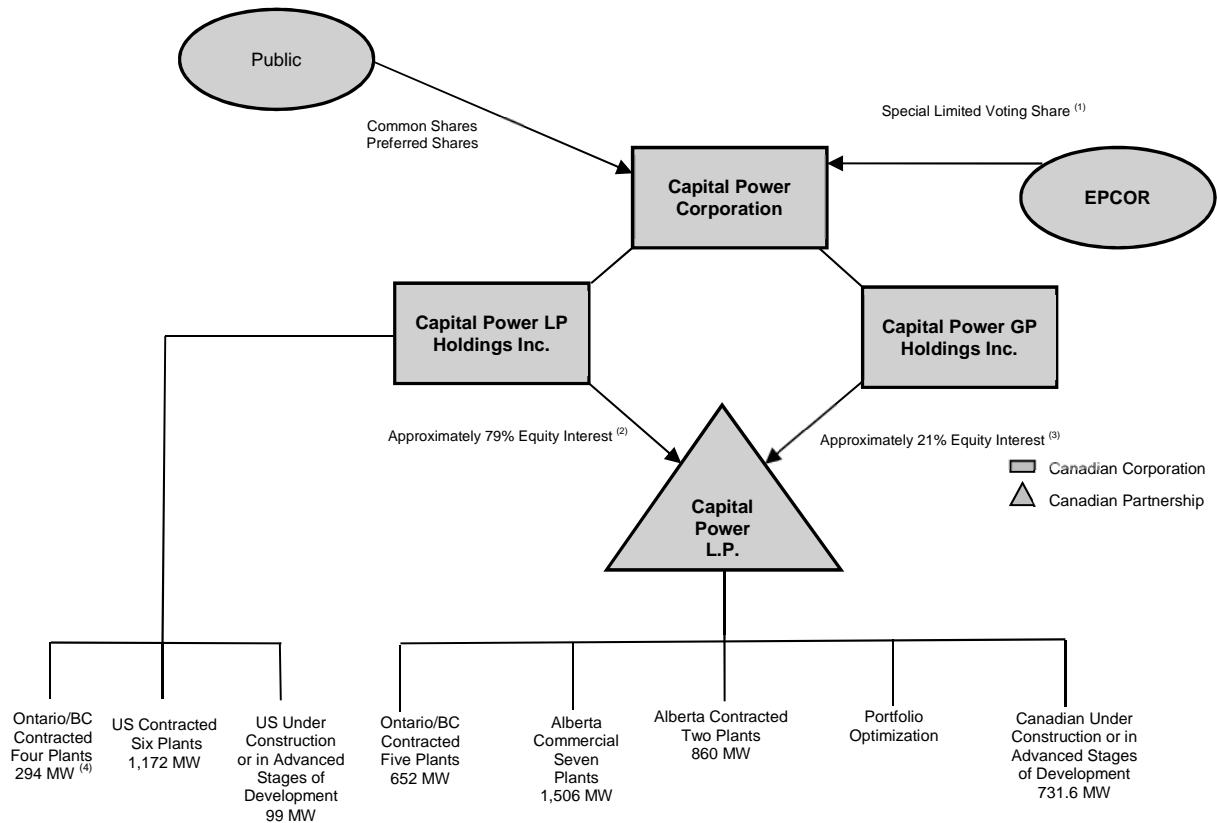 Public
Common Shares
Preferred Shares
Special Limited Voting Share (1)
Capital Power
Corporation
EPCOR
Capital Power LP
Holdings Inc.
Capital Power GP
Holdings Inc.
Approximately 79% Equity Interest (2)
Approximately 21% Equity Interest (3)
Canadian Corporation
Canadian Partnership
Capital
Power
L.P.
Ontario/BC
Contracted
Four Plants
294 MW (4)
US Contracted
Six Plants
1,172 MW
US Under
Construction
or in Advanced
Stages of
Development
99 MW
Ontario/BC
Contracted
Five Plants
652 MW
Alberta
Commercial
Seven
Plants
1,506 MW
Alberta Contracted
Two Plants
860 MW
Portfolio
Optimization
Canadian Under
Construction or in
Advanced Stages
of Development
731.6 MW